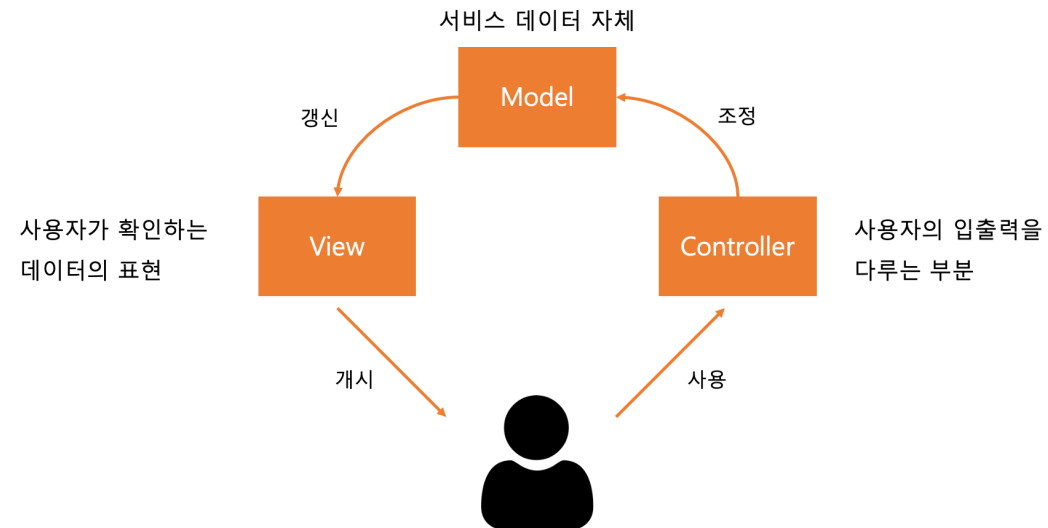 서비스 데이터 자체
Model
갱신
조정
사용자가 확인하는
데이터의 표현
View
Controller
사용자의 입출력을
다루는 부분
개시
사용